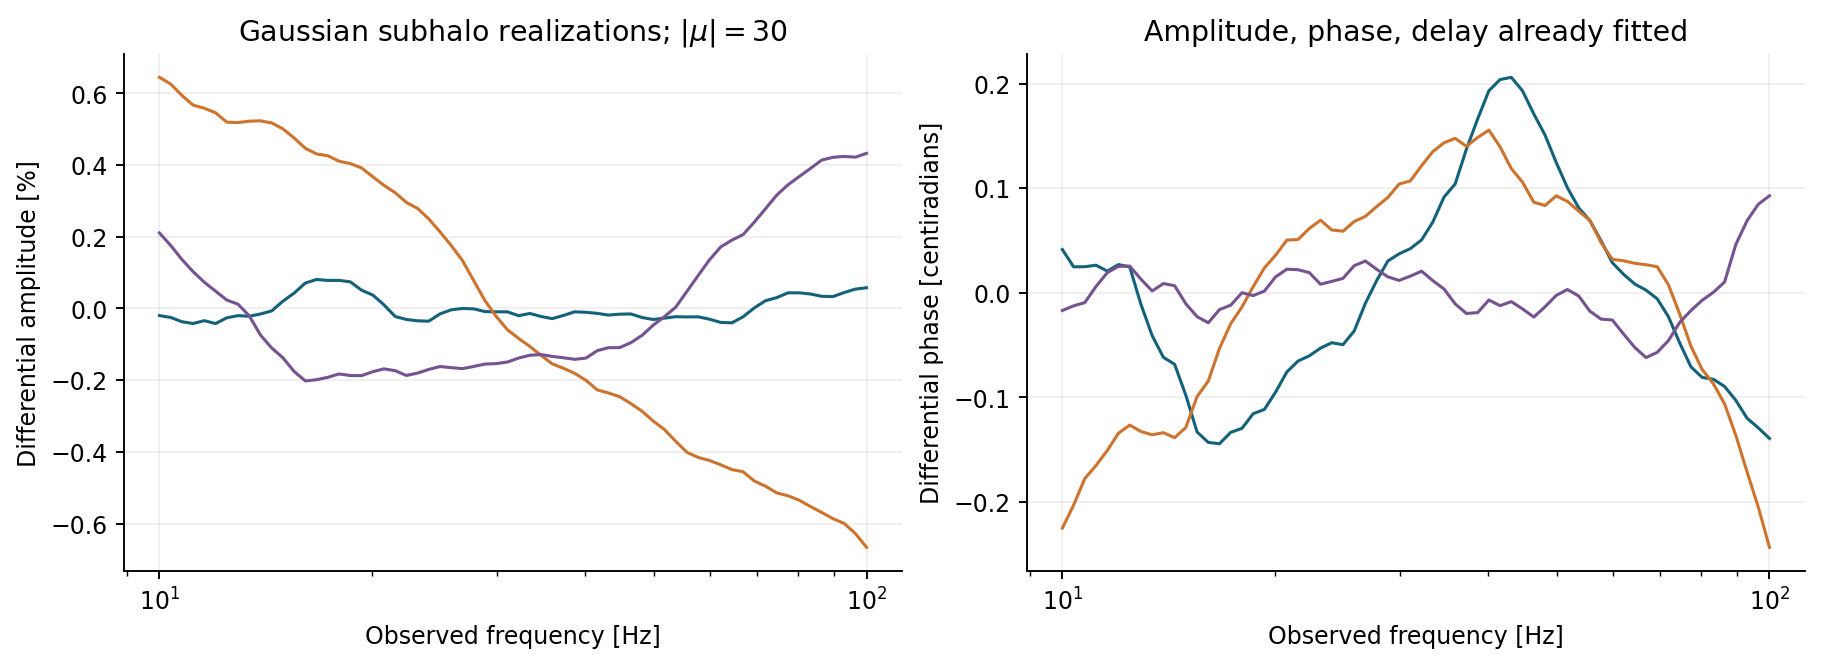 Gaussian subhalo realizations; |μ| = 30
Differential amplitude [%]
0.6
0.4
0.2
0.0
−0.2
−0.4
−0.6
10¹
10²
Observed frequency [Hz]
Amplitude, phase, delay already fitted
Differential phase [centiradians]
0.2
0.1
0.0
−0.1
−0.2
10¹
10²
Observed frequency [Hz]